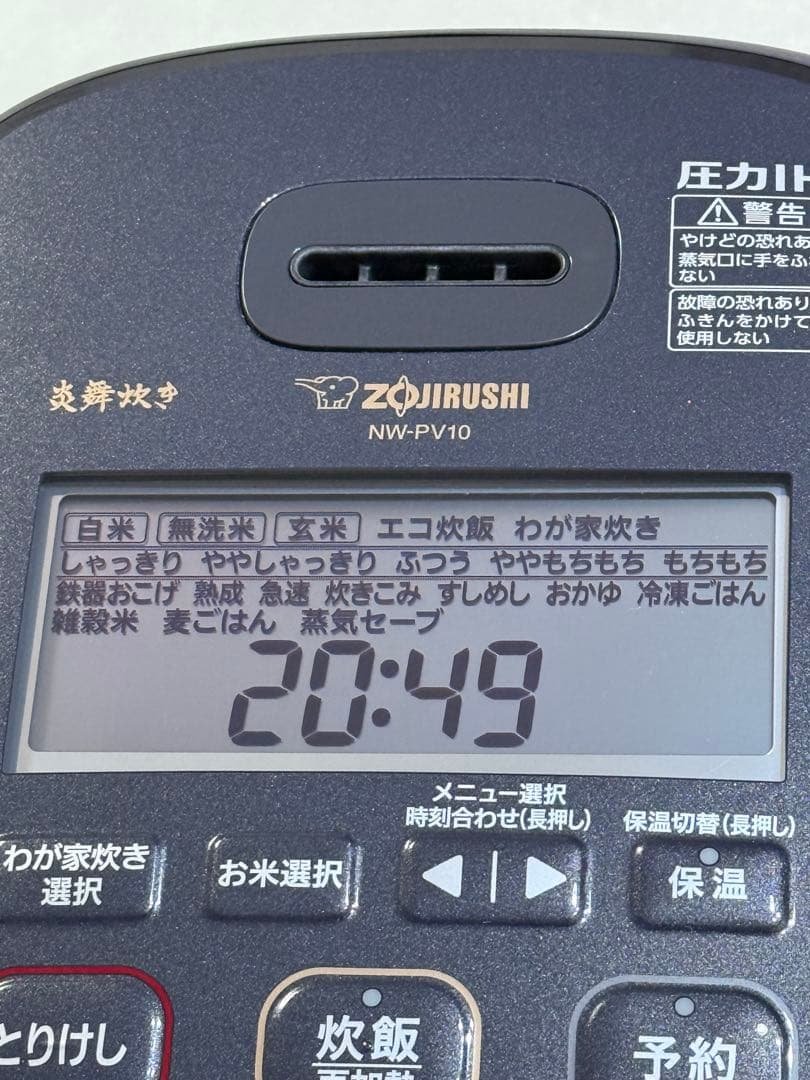 圧力IH
警告
やけどの恐れあ
蒸気口に手をふ
ない
故障の恐れあり
ふきんをかけて
使用しない
炎舞炊き
ZOJIRUSHI
NW-PV10
白米 無洗米 玄米 エコ炊飯 わが家炊き
しゃっきり ややしゃっきり ふつう ややもちもち もちもち
鉄器おこげ 熟成 急速 炊きこみ すしめし おかゆ 冷凍ごはん
雑穀米 麦ごはん 蒸気セーブ
20:49
メニュー選択
時刻合わせ(長押し)
保温切替(長押し)
わが家炊き
選択
お米選択
保温
とりけし
炊飯
再加熱
予約